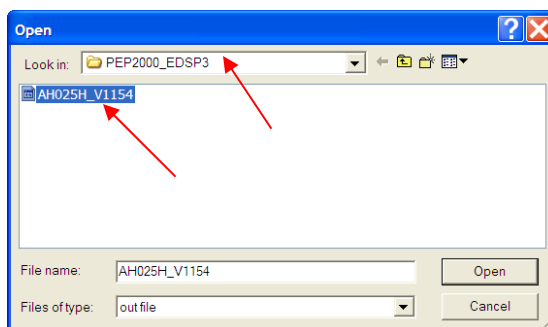 Open
Look in: PEP2000_EDSP3
AH025H_V1154
File name: AH025H_V1154 Open
Files of type: out file Cancel